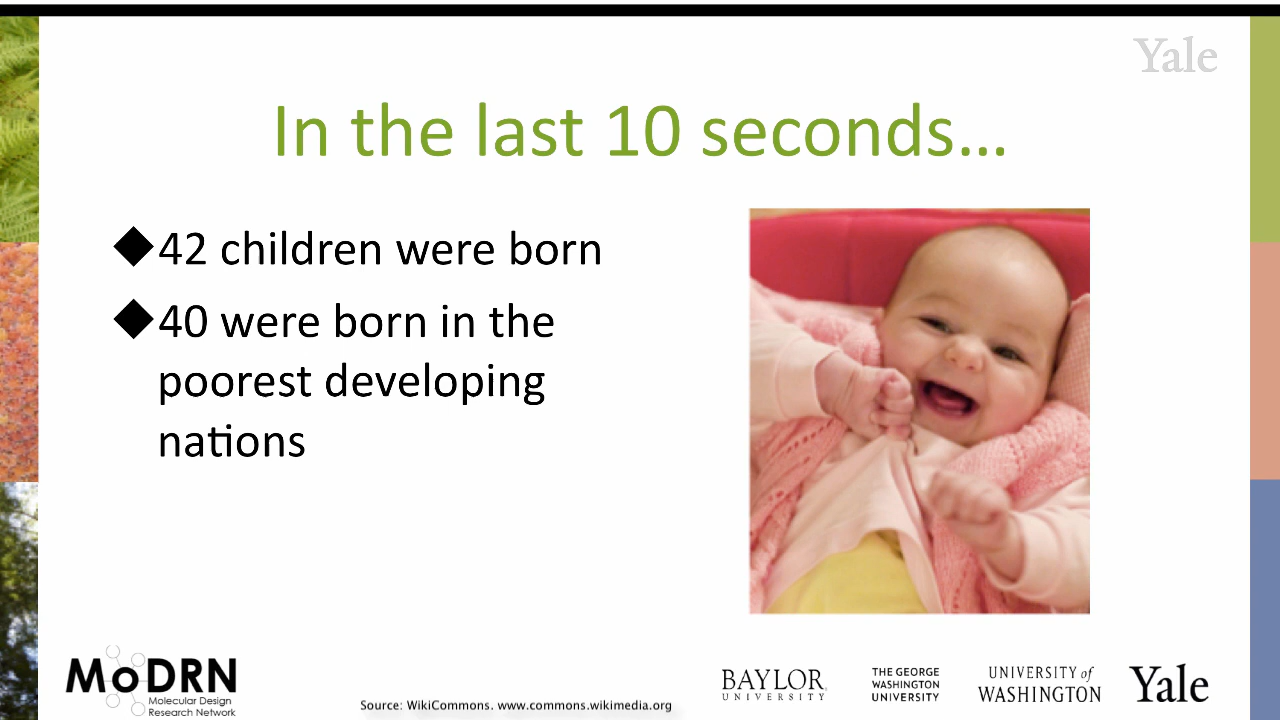 Yale
In the last 10 seconds…
◆42 children were born
◆40 were born in the
poorest developing
nations
MoDRN
Molecular Design
Research Network
Source: WikiCommons. www.commons.wikimedia.org
BAYLOR
UNIVERSITY
THE GEORGE
WASHINGTON
UNIVERSITY
UNIVERSITY of
WASHINGTON
Yale